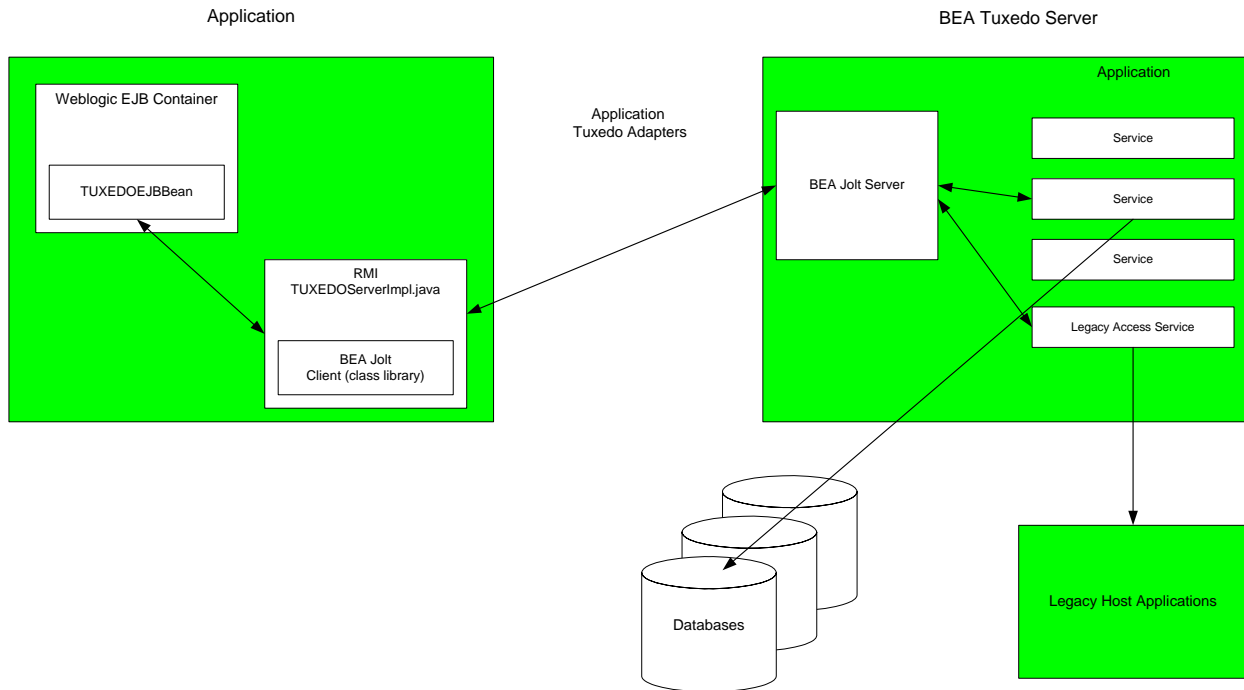 Application
BEA Tuedo Server
Application
Weblogic EJB Container
TUXEDOEJBBean
RMI
TUXEDOServerImpl.java
BEA Jolt
Client (class library)
Application
Tuxedo Adapters
BEA Jolt Server
Service
Service
Service
Legacy Access Service
Databases
Legacy Host Applications